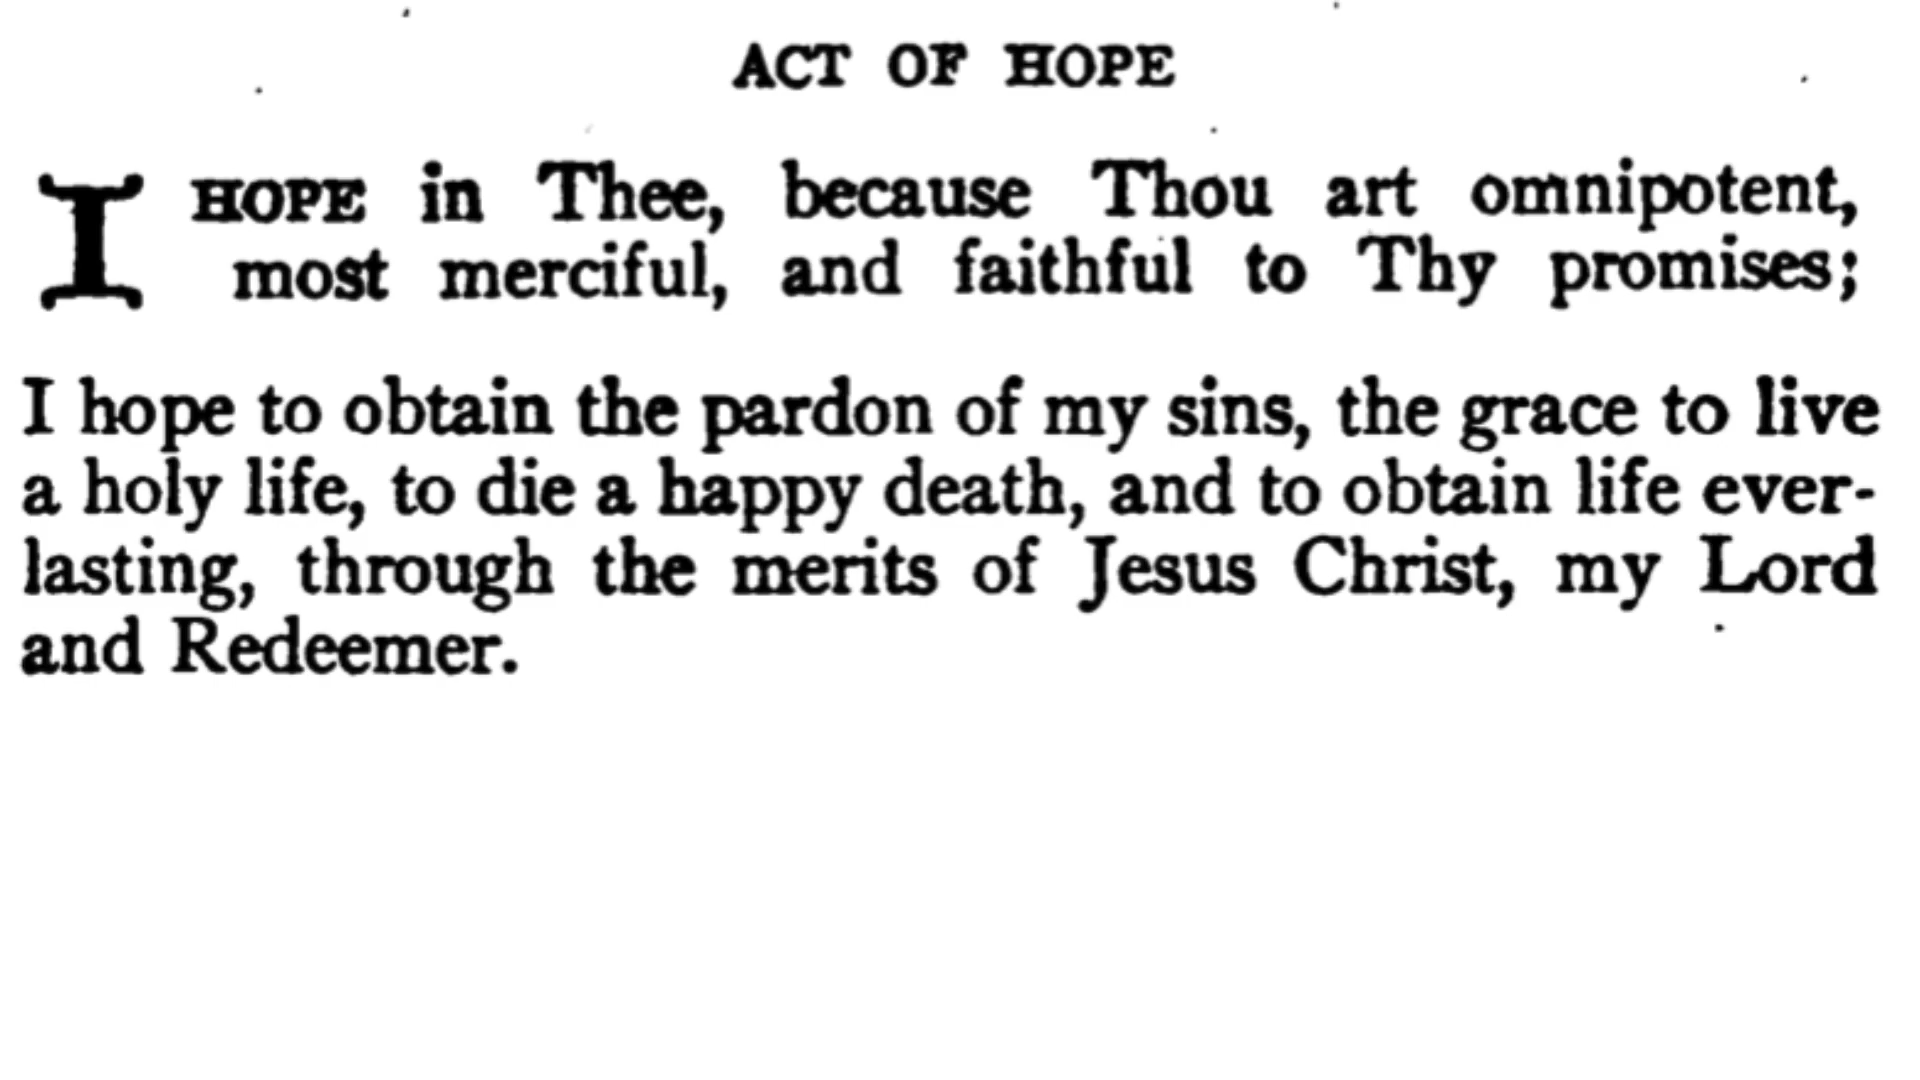 ACT OF HOPE
I HOPE in Thee, because Thou art omnipotent,
most merciful, and faithful to Thy promises;
I hope to obtain the pardon of my sins, the grace to live
a holy life, to die a happy death, and to obtain life ever-
lasting, through the merits of Jesus Christ, my Lord
and Redeemer.